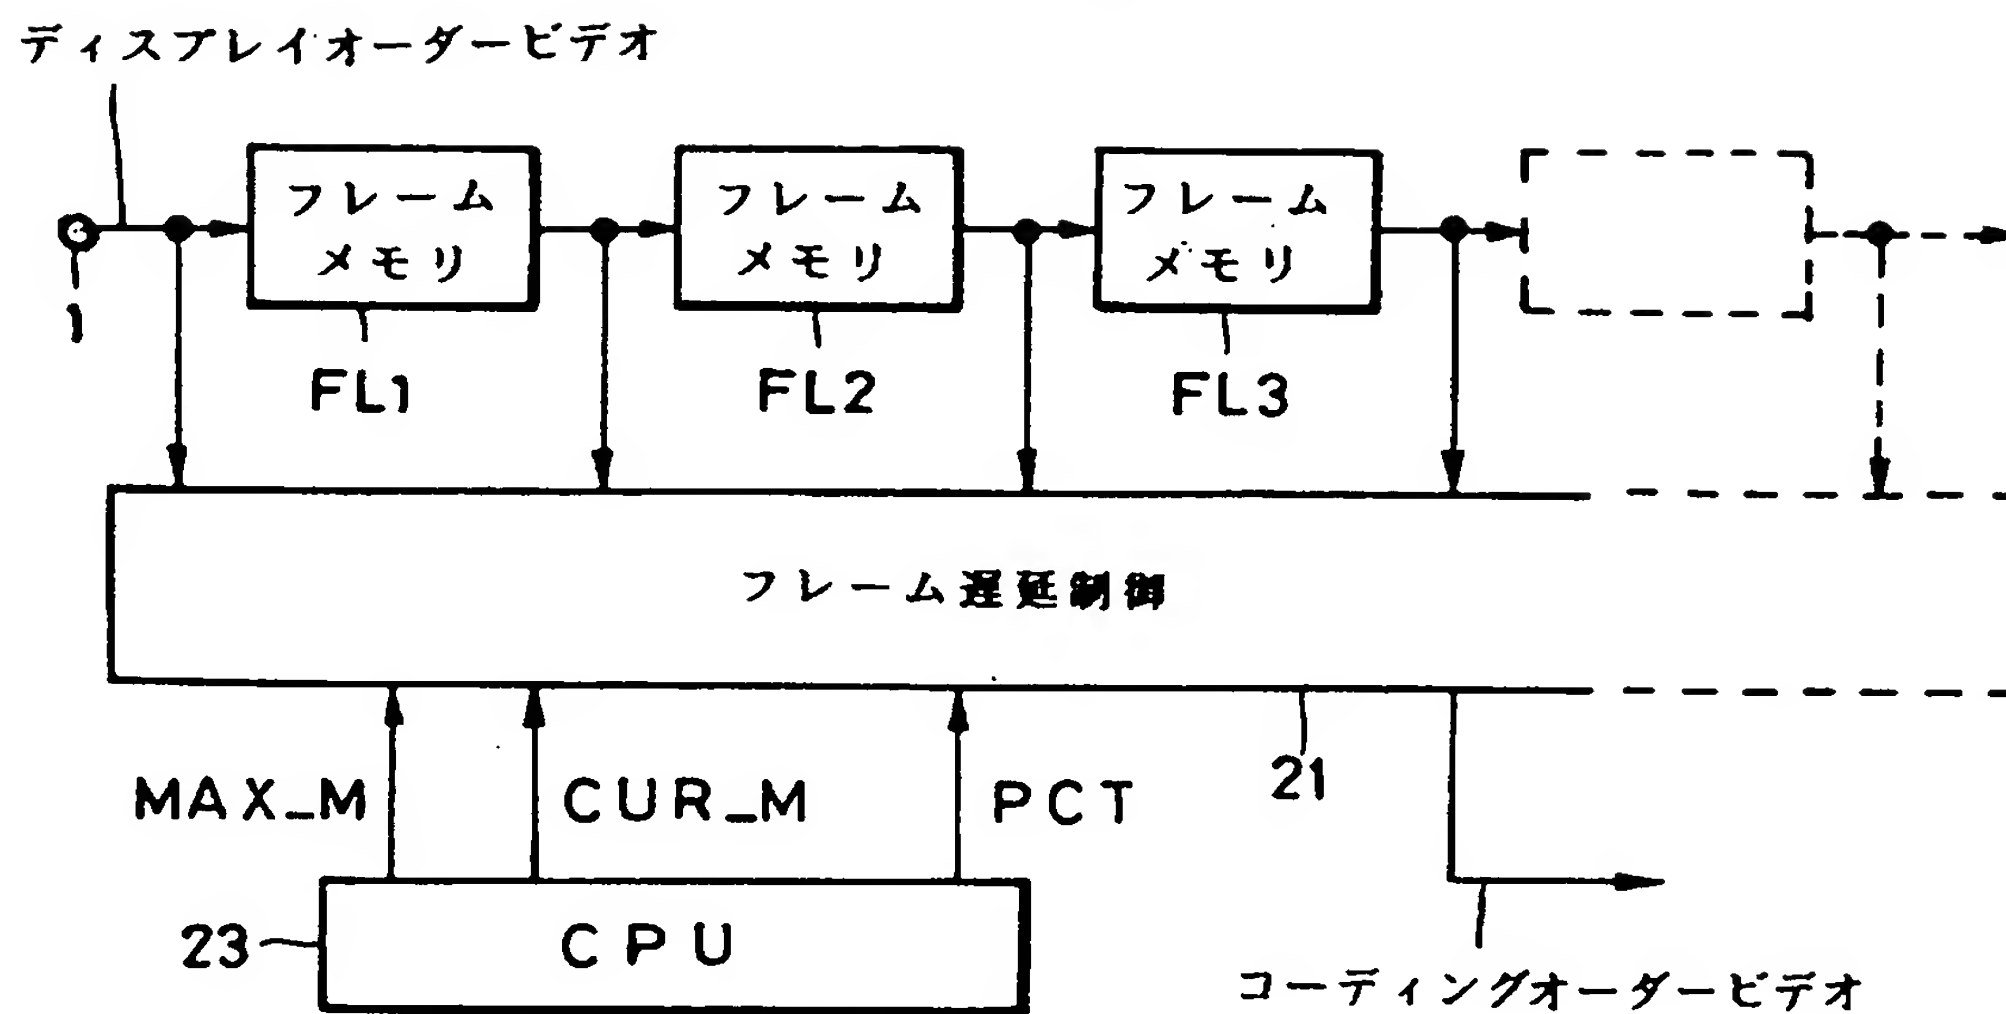 ディスプレイオーダービデオ
フレーム
メモリ
フレーム
メモリ
フレーム
メモリ
1
FL1
FL2
FL3
フレーム遅延制御
MAX_M
CUR_M
PCT
21
23
CPU
コーディングオーダービデオ